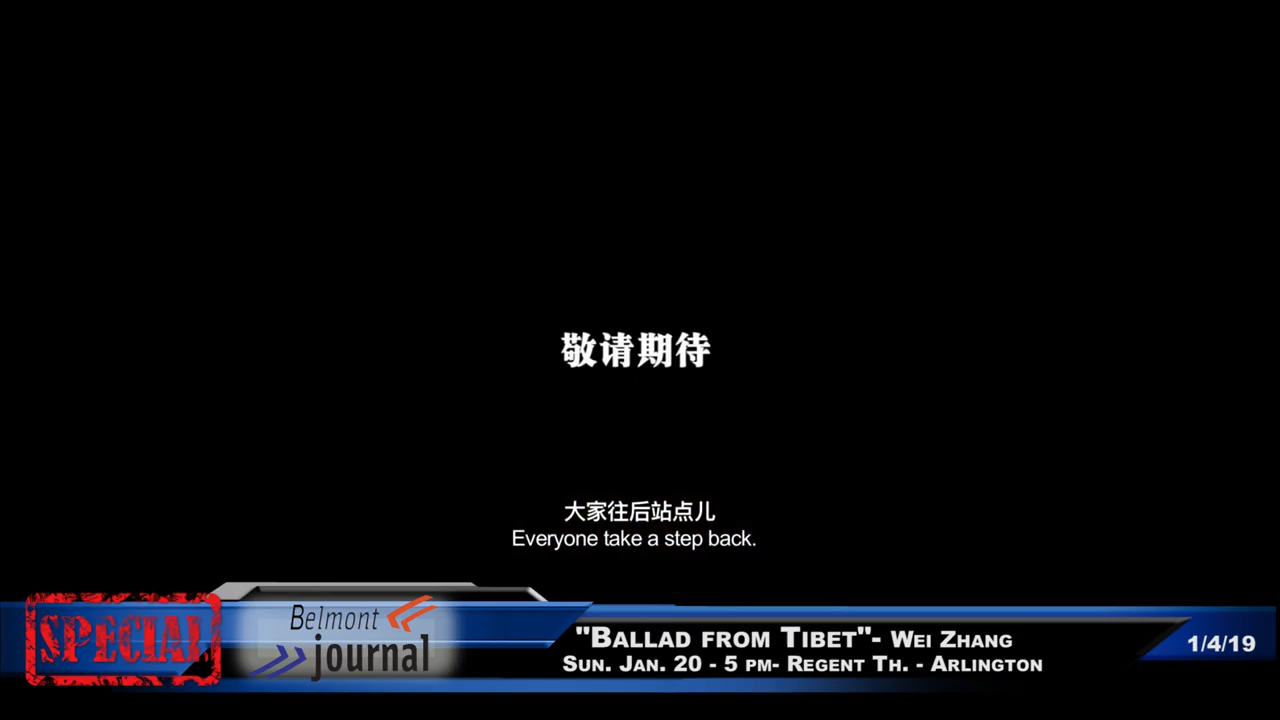 敬请期待
大家往后站点儿
Everyone take a step back.
SPECIAL
Belmont
journal
"BALLAD FROM TIBET"- WEI ZHANG
SUN. JAN. 20 - 5 PM- REGENT TH. - ARLINGTON
1/4/19